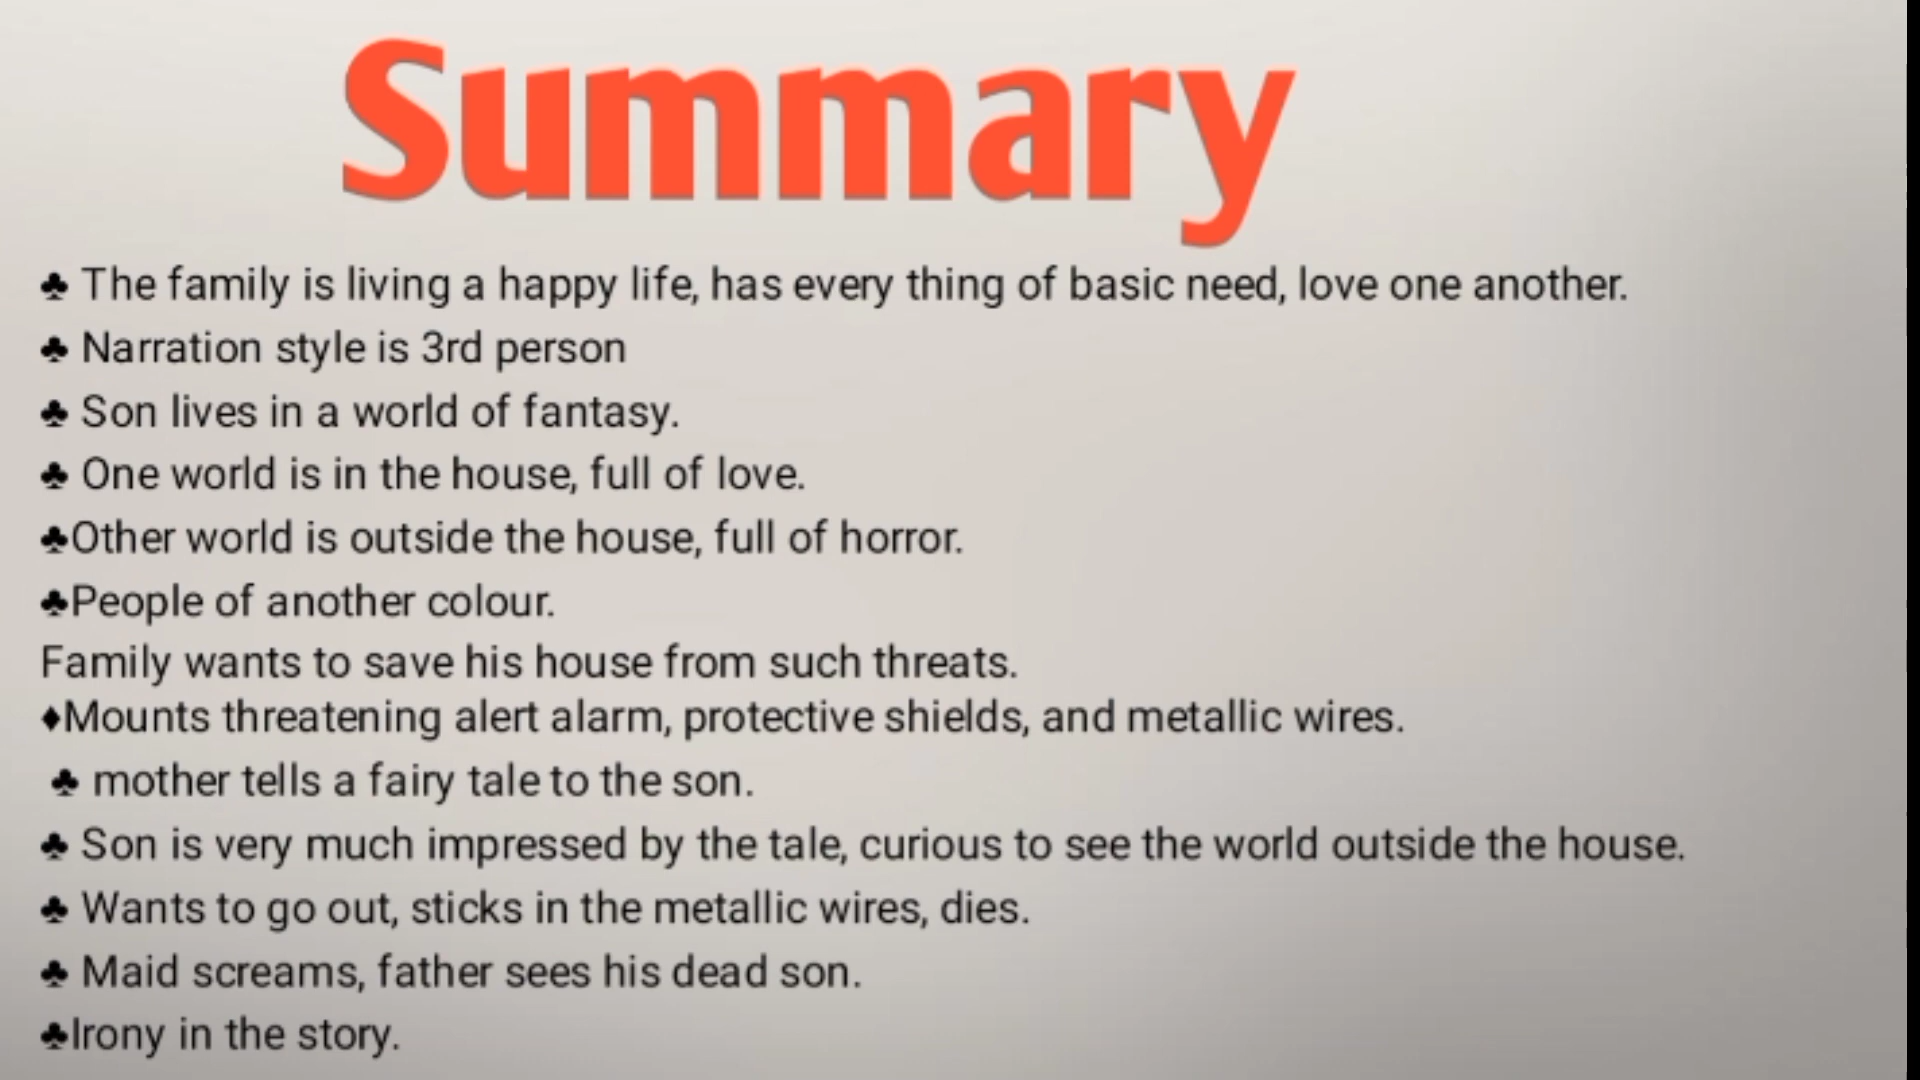 Summary
♣ The family is living a happy life, has every thing of basic need, love one another.
♣ Narration style is 3rd person
♣ Son lives in a world of fantasy.
♣ One world is in the house, full of love.
♣Other world is outside the house, full of horror.
♣People of another colour.
Family wants to save his house from such threats.
♦Mounts threatening alert alarm, protective shields, and metallic wires.
♣ mother tells a fairy tale to the son.
♣ Son is very much impressed by the tale, curious to see the world outside the house.
♣ Wants to go out, sticks in the metallic wires, dies.
♣ Maid screams, father sees his dead son.
♣Irony in the story.